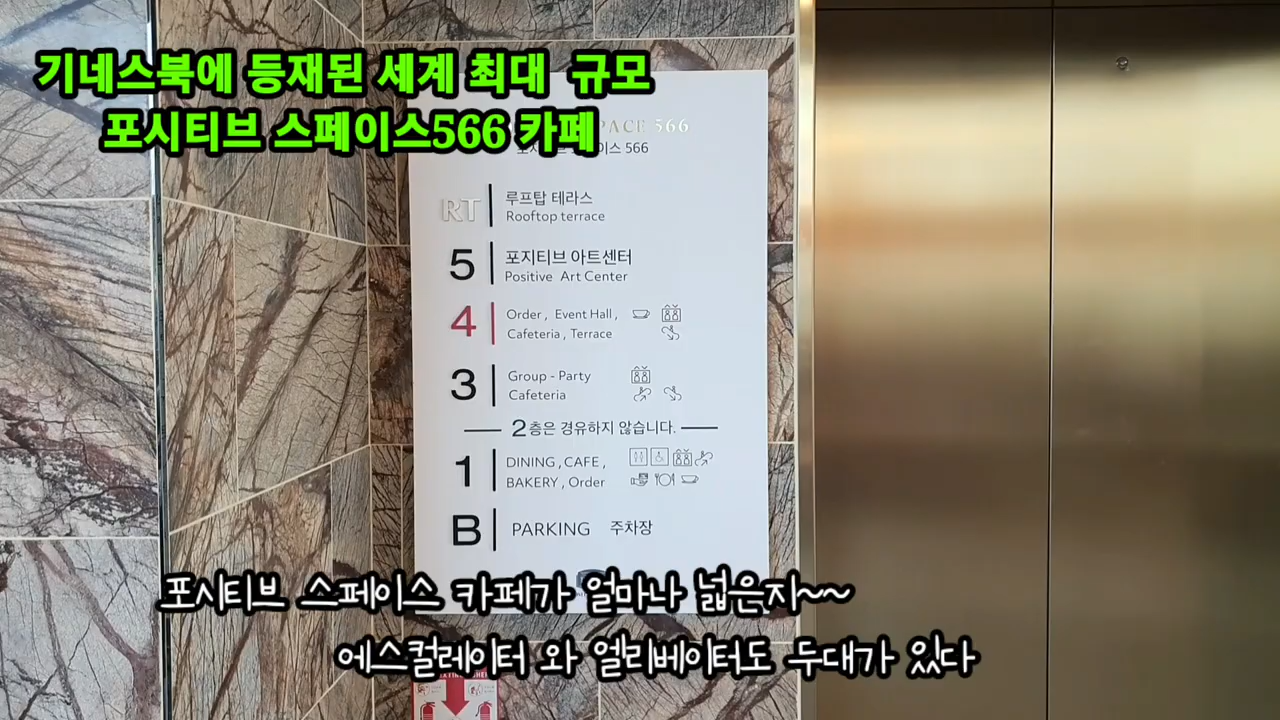 기네스북에 등재된 세계 최대 규모
포시티브 스페이스566 카페
PACE 566
이스 566
RT
루프탑 테라스
Rooftop terrace
5
포지티브 아트센터
Positive Art Center
4
Order , Event Hall ,
Cafeteria , Terrace
3
Group - Party
Cafeteria
2층은 경유하지 않습니다.
1
DINING , CAFE ,
BAKERY , Order
B
PARKING 주차장
포시티브 스페이스 카페가 얼마나 넓은지~~
에스컬레이터 와 엘리베이터도 두대가 있다